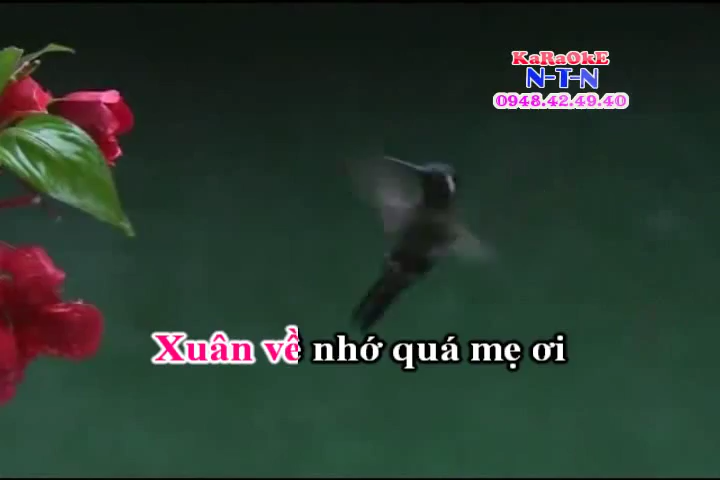 KaRaOkE
N-T-N
0948.42.49.40
Xuân về nhớ quá mẹ ơi